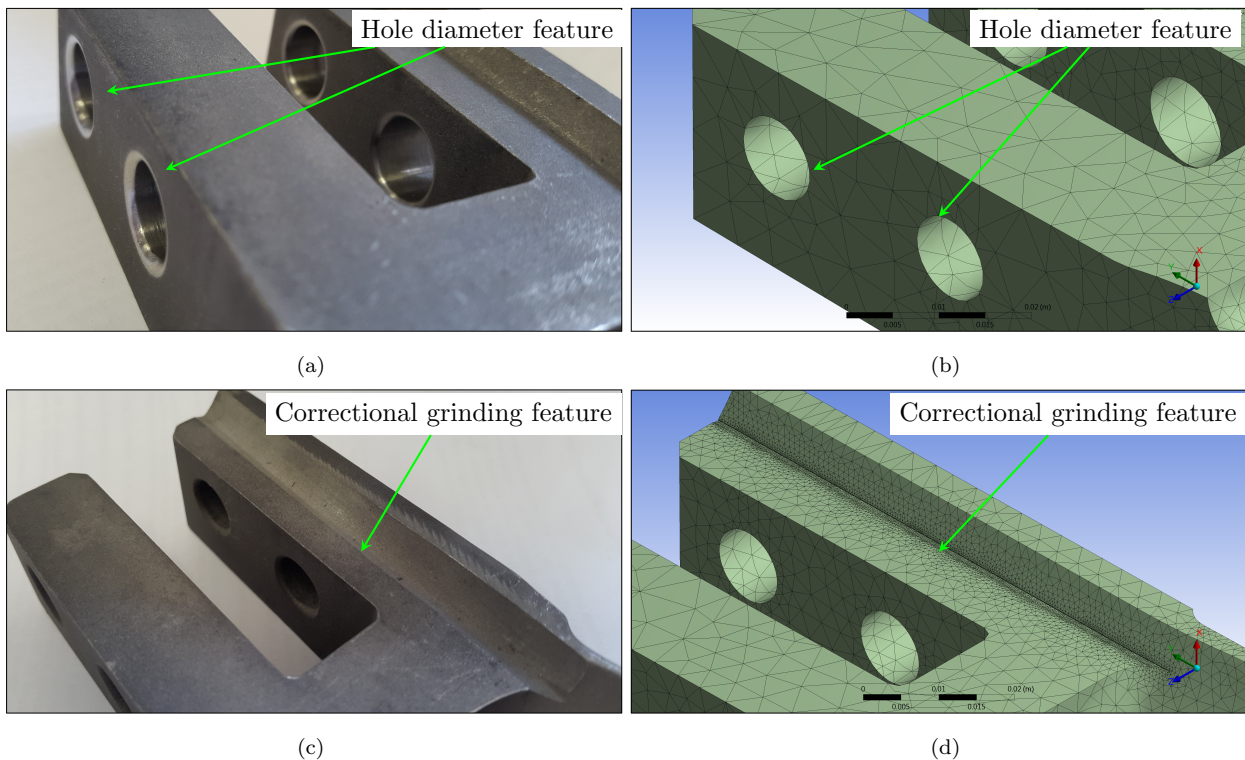 Hole diameter feature
Hole diameter feature
X
Y
Z
0
0.01
0.02 (m)
0.005
0.015
(a)
(b)
Correctional grinding feature
Correctional grinding feature
X
Y
Z
0
0.01
0.02 (m)
0.005
0.015
(c)
(d)